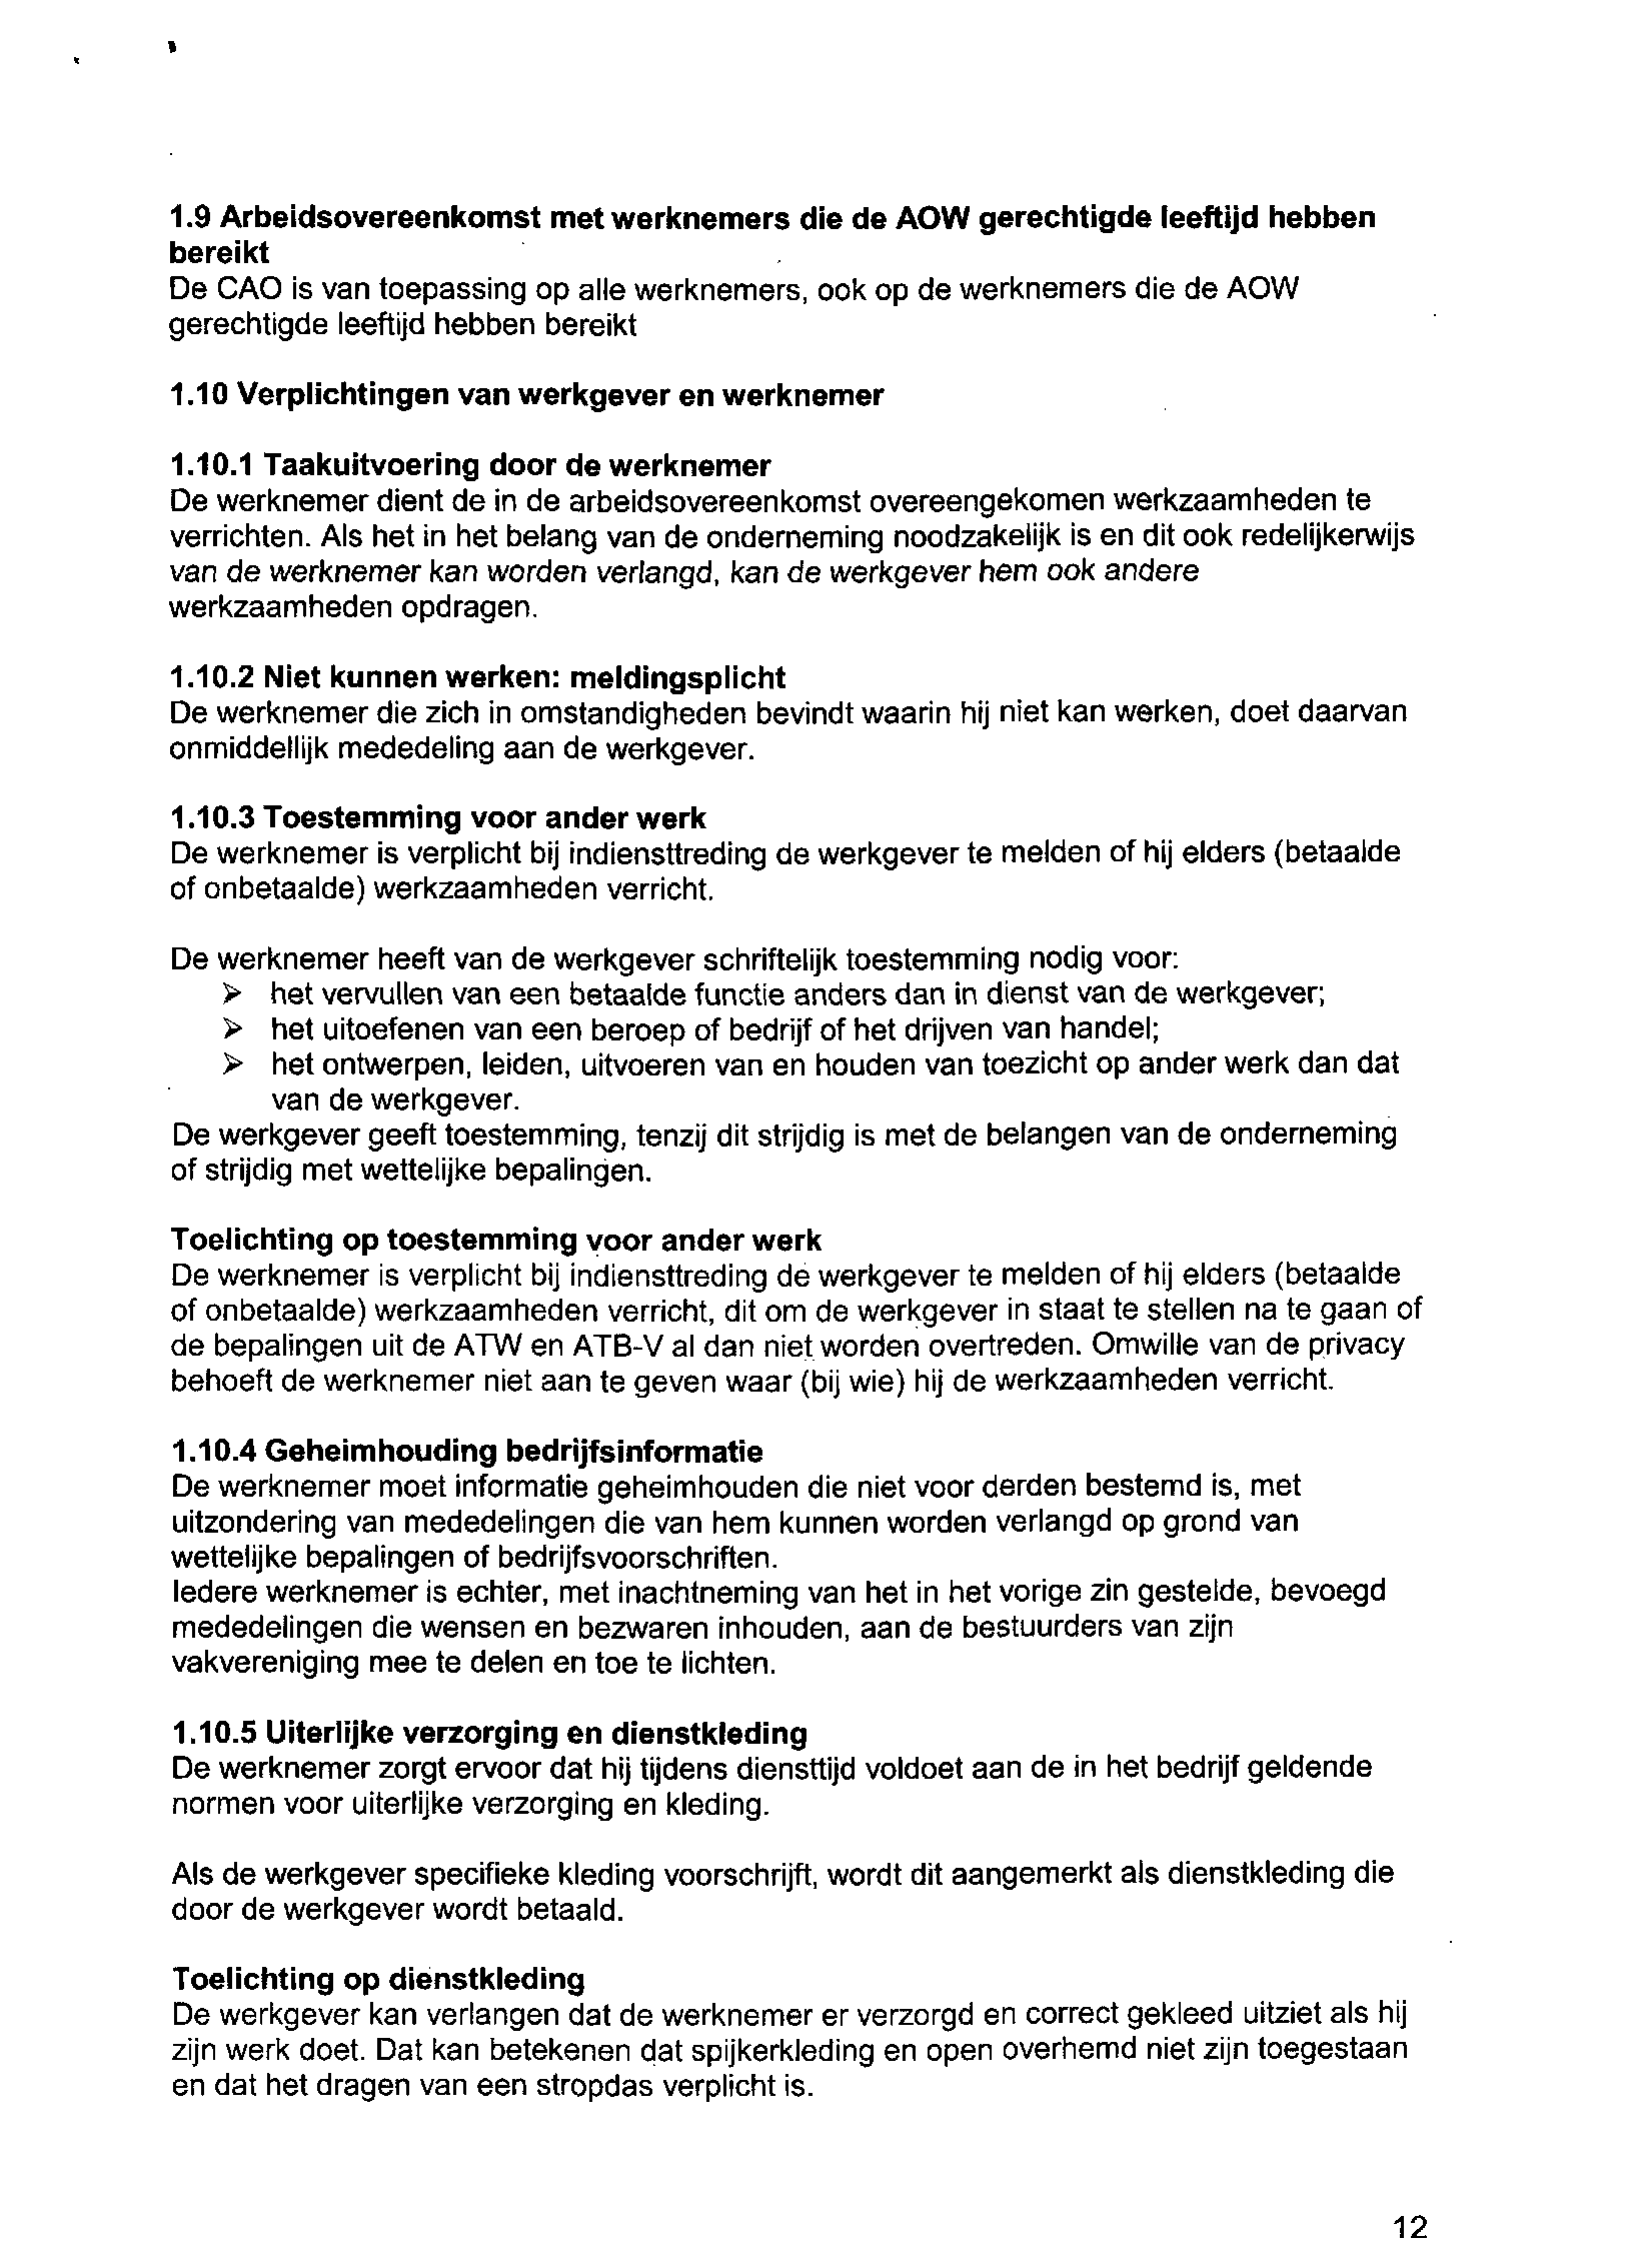 1.9 Arbeidsovereenkomst met werknemers die de AOW gerechtigde leeftijd hebben
bereikt
De CAO is van toepassing op alle werknemers, ook op de werknemers die de AOW
gerechtigde leeftijd hebben bereikt
1.10 Verplichtingen van werkgever en werknemer
1.10.1 Taakuitvoering door de werknemer
De werknemer dient de in de arbeidsovereenkomst overeengekomen werkzaamheden te
verrichten. Als het in het belang van de onderneming noodzakelijk is en dit ook redelijkerwijs
van de werknemer kan worden verlangd, kan de werkgever hem ook andere
werkzaamheden opdragen.
1.10.2 Niet kunnen werken: meldingsplicht
De werknemer die zich in omstandigheden bevindt waarin hij niet kan werken, doet daarvan
onmiddellijk mededeling aan de werkgever.
1.10.3 Toestemming voor ander werk
De werknemer is verplicht bij indiensttreding de werkgever te melden of hij elders (betaalde
of onbetaalde) werkzaamheden verricht.
De werknemer heeft van de werkgever schriftelijk toestemming nodig voor:
➢ het vervullen van een betaalde functie anders dan in dienst van de werkgever;
➢ het uitoefenen van een beroep of bedrijf of het drijven van handel;
➢ het ontwerpen, leiden, uitvoeren van en houden van toezicht op ander werk dan dat
van de werkgever.
De werkgever geeft toestemming, tenzij dit strijdig is met de belangen van de onderneming
of strijdig met wettelijke bepalingen.
Toelichting op toestemming voor ander werk
De werknemer is verplicht bij indiensttreding de werkgever te melden of hij elders (betaalde
of onbetaalde) werkzaamheden verricht, dit om de werkgever in staat te stellen na te gaan of
de bepalingen uit de ATW en ATB-V al dan niet worden overtreden. Omwille van de privacy
behoeft de werknemer niet aan te geven waar (bij wie) hij de werkzaamheden verricht.
1.10.4 Geheimhouding bedrijfsinformatie
De werknemer moet informatie geheimhouden die niet voor derden bestemd is, met
uitzondering van mededelingen die van hem kunnen worden verlangd op grond van
wettelijke bepalingen of bedrijfsvoorschriften.
Iedere werknemer is echter, met inachtneming van het in het vorige zin gestelde, bevoegd
mededelingen die wensen en bezwaren inhouden, aan de bestuurders van zijn
vakvereniging mee te delen en toe te lichten.
1.10.5 Uiterlijke verzorging en dienstkleding
De werknemer zorgt ervoor dat hij tijdens diensttijd voldoet aan de in het bedrijf geldende
normen voor uiterlijke verzorging en kleding.
Als de werkgever specifieke kleding voorschrijft, wordt dit aangemerkt als dienstkleding die
door de werkgever wordt betaald.
Toelichting op dienstkleding
De werkgever kan verlangen dat de werknemer er verzorgd en correct gekleed uitziet als hij
zijn werk doet. Dat kan betekenen dat spijkerkleding en open overhemd niet zijn toegestaan
en dat het dragen van een stropdas verplicht is.
12